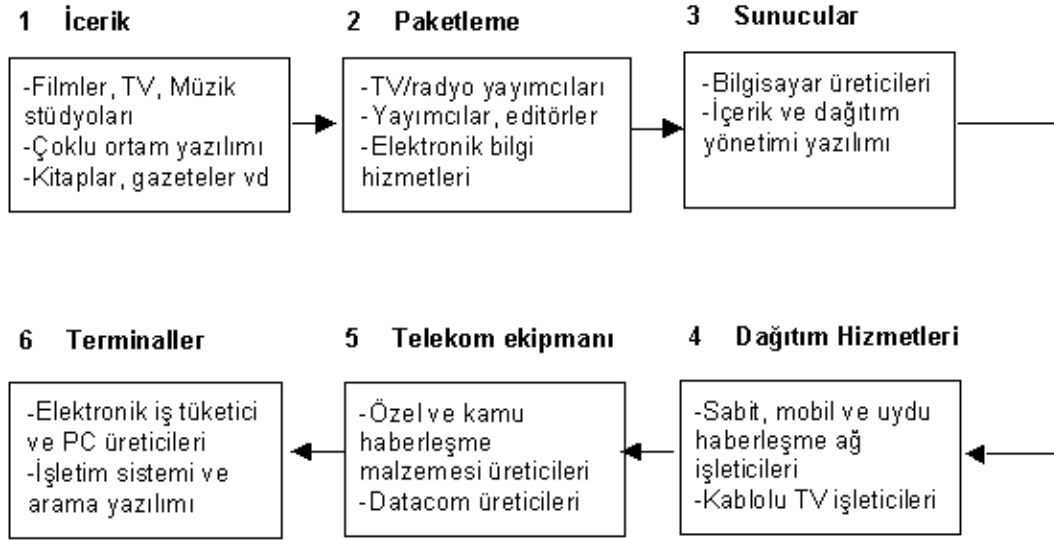 1 İcerik
-Filmler, TV, Müzik
stüdyoları
-Çoklu ortam yazılımı
-Kitaplar, gazeteler vd
2 Paketleme
-TV/radyo yayımcıları
-Yayımcılar, editörler
-Elektronik bilgi
hizmetleri
3 Sunucular
-Bilgisayar üreticileri
-İçerik ve dağıtım
yönetimi yazılımı
4 Dağıtım Hizmetleri
-Sabit, mobil ve uydu
haberleşme ağ
işleticileri
-Kablolu TV işleticileri
5 Telekom ekipmanı
-Özel ve kamu
haberleşme
malzemesi üreticileri
-Datacom üreticileri
6 Terminaller
-Elektronik iş tüketici
ve PC üreticileri
-İşletim sistemi ve
arama yazılımı